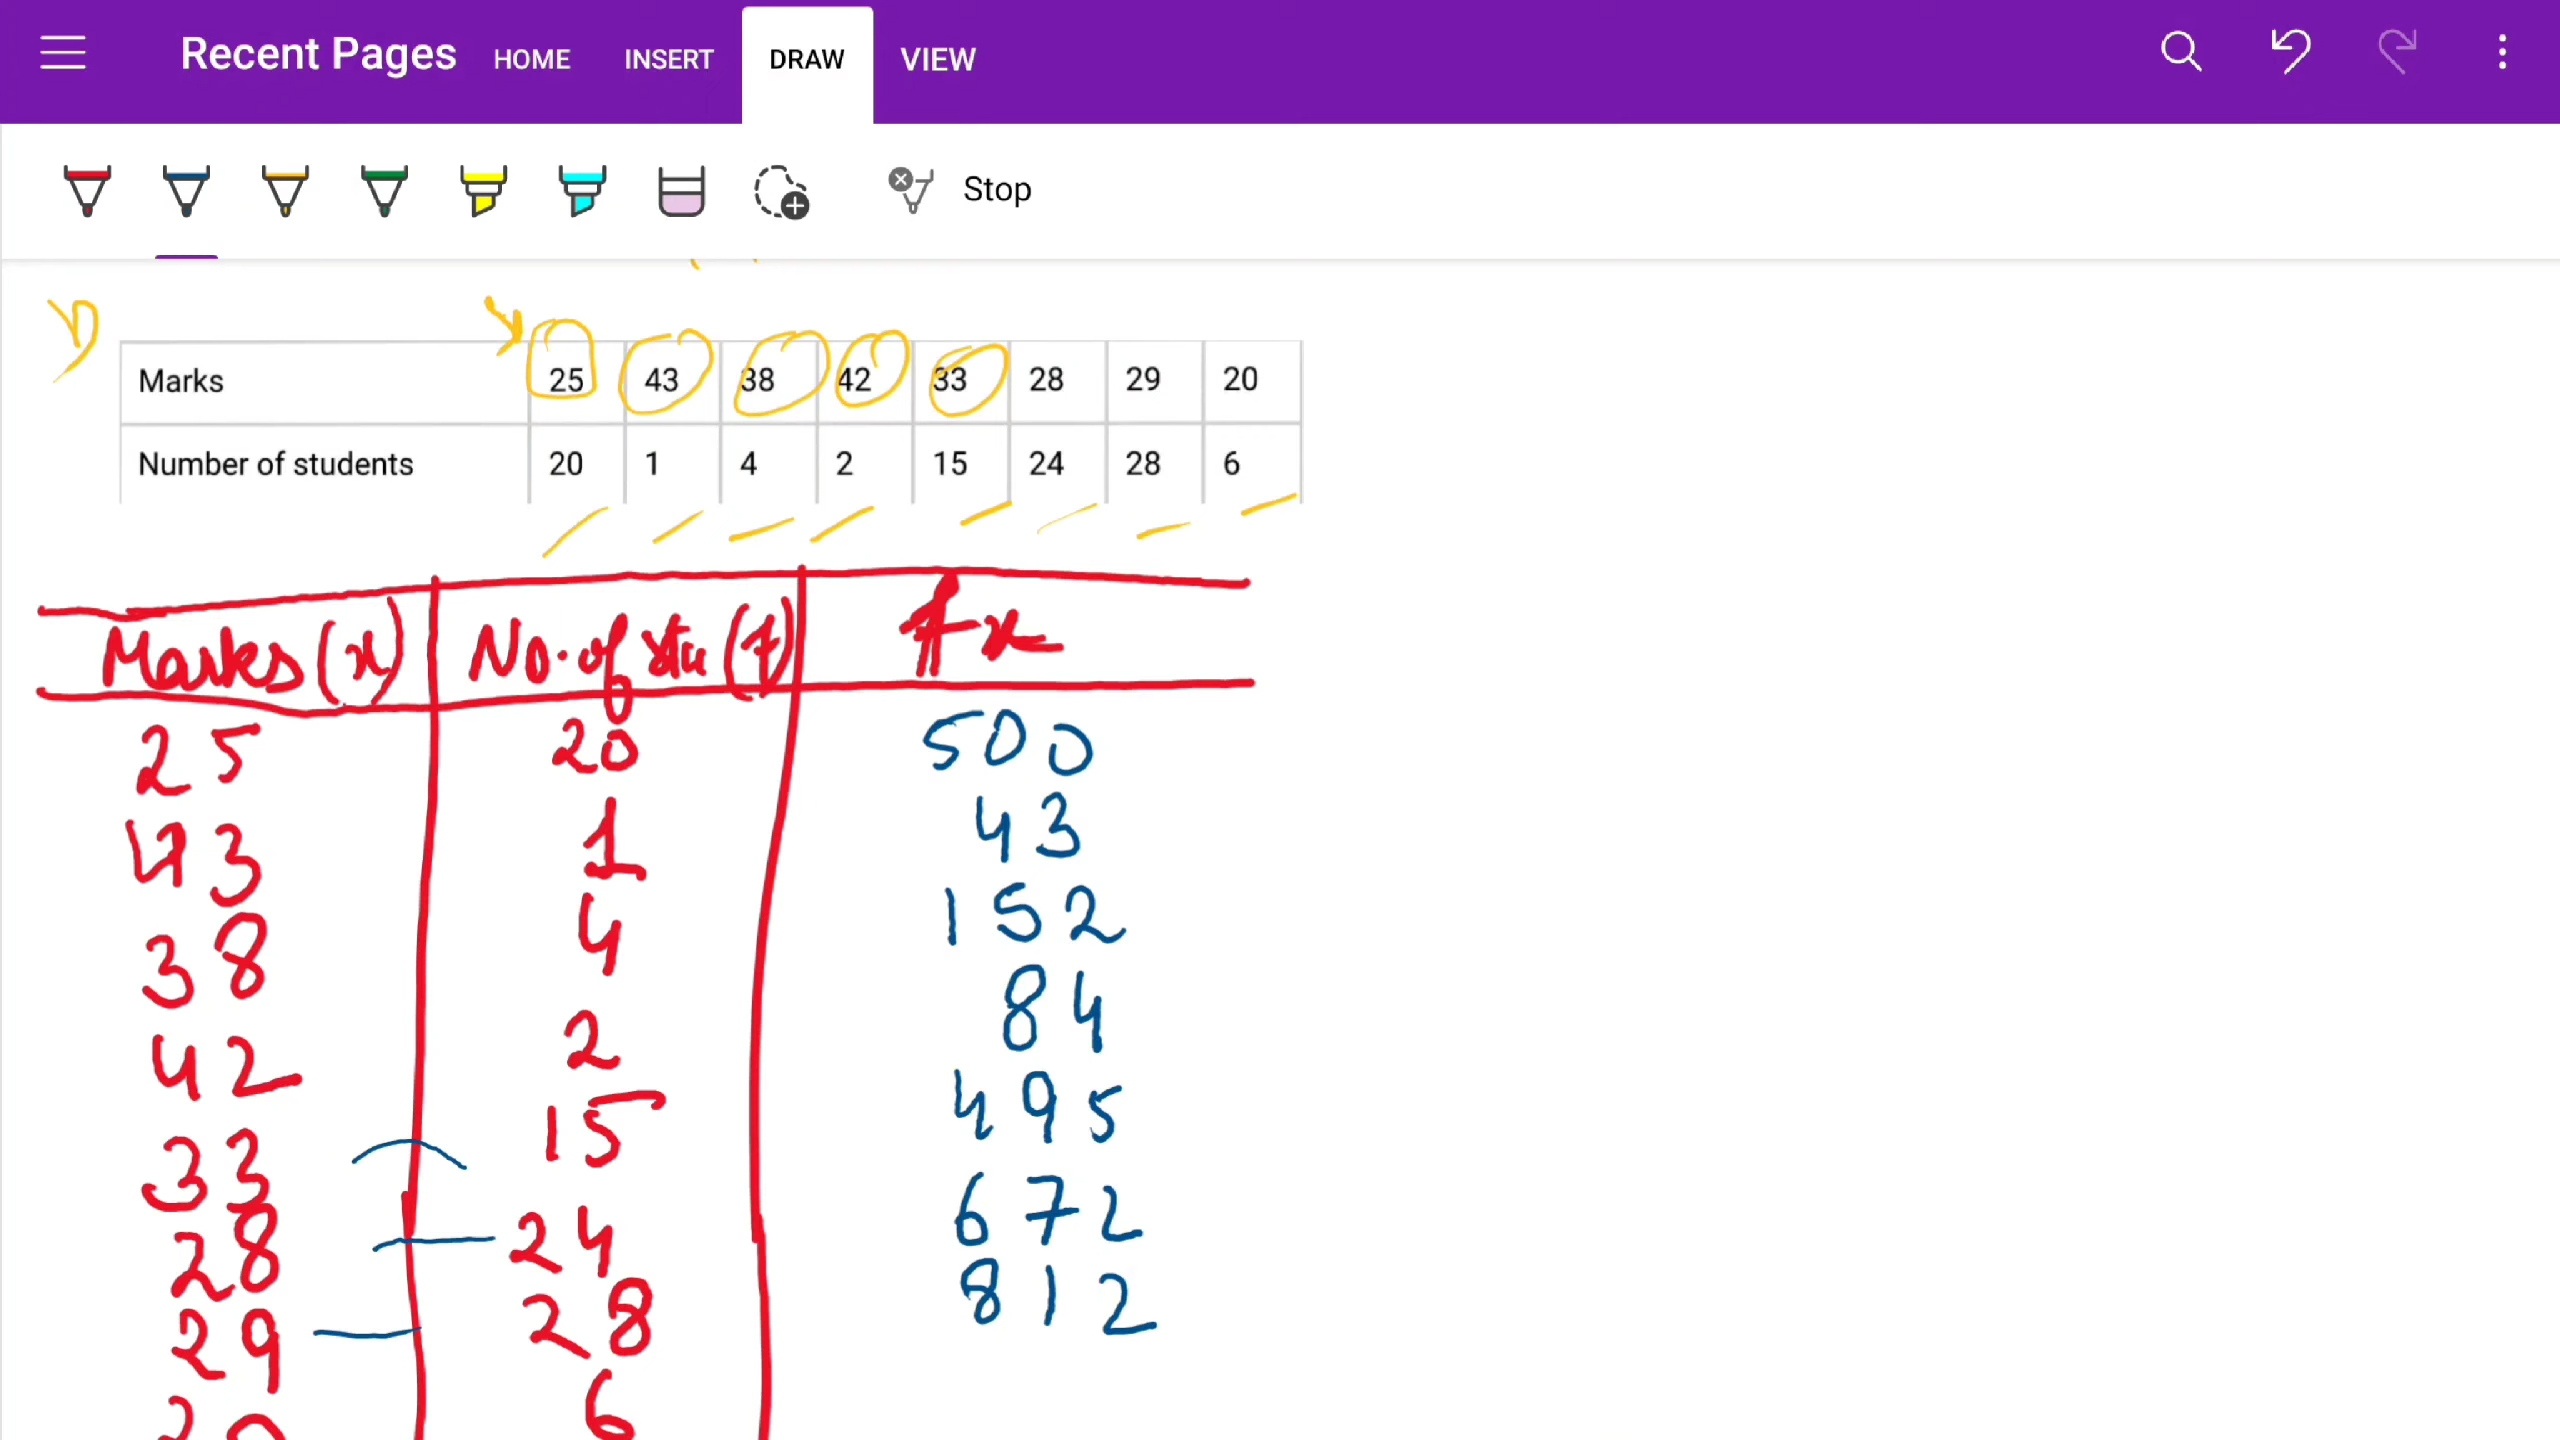 Recent Pages HOME INSERT DRAW VIEW
Stop
1)
Marks 25 43 38 42 33 28 29 20
Number of students 20 1 4 2 15 24 28 6
Marks (x) No. of stu (f) fx
25 20 500
43 1 43
38 4 152
42 2 84
33 15 495
28 24 672
29 28 812
20 6